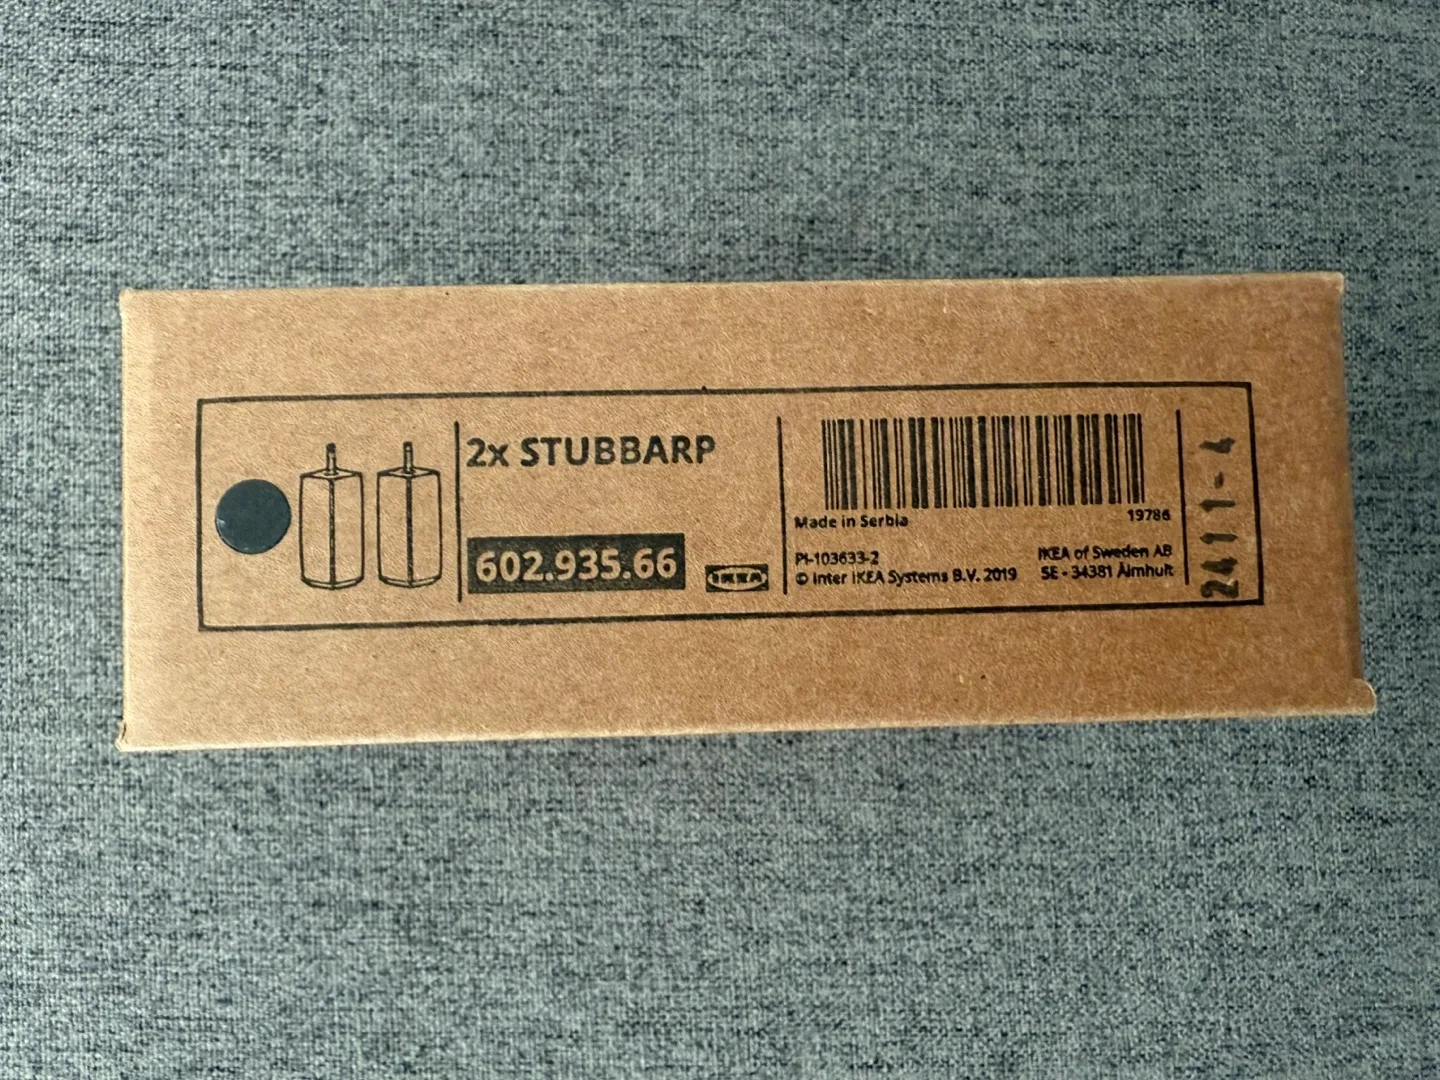 2x STUBBARP
602.935.66
IKEA
Made in Serbia
19786
PI-103633-2
© Inter IKEA Systems B.V. 2019
IKEA of Sweden AB
SE - 34381 Älmhult
2411-4